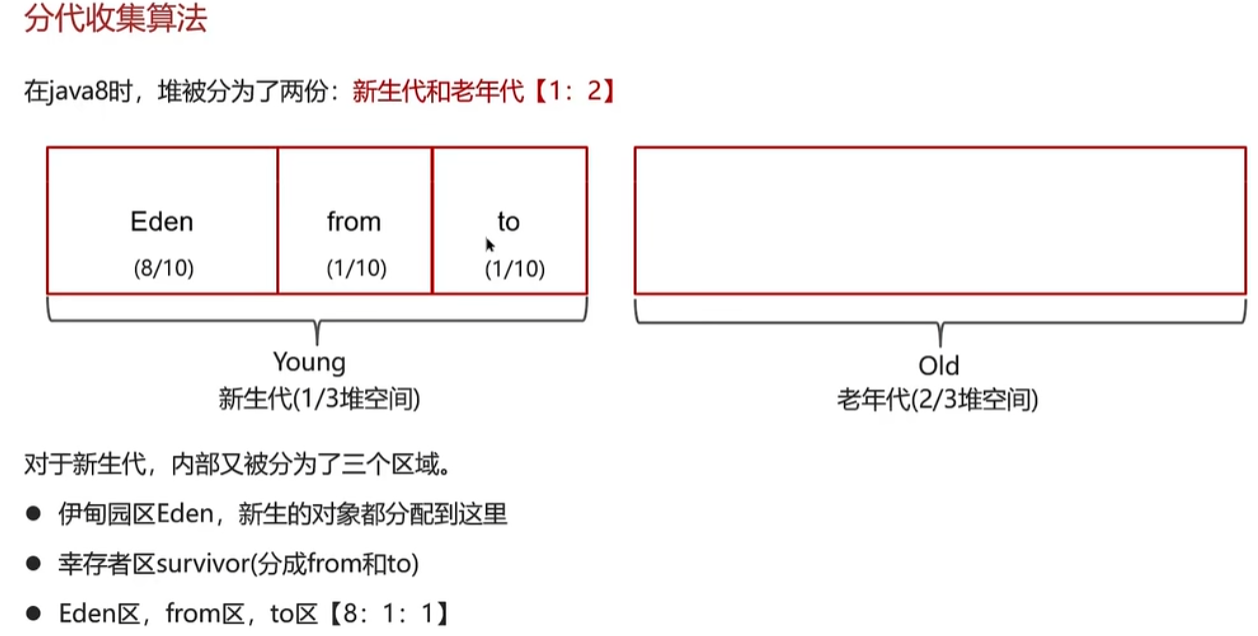 分代收集算法
在java8时，堆被分为了两份：新生代和老年代【1：2】
Eden
from
to
(8/10)
(1/10)
(1/10)
Young
新生代(1/3堆空间)
Old
老年代(2/3堆空间)
对于新生代，内部又被分为了三个区域。
● 伊甸园区Eden，新生的对象都分配到这里
● 幸存者区survivor(分成from和to)
● Eden区，from区，to区【8：1：1】